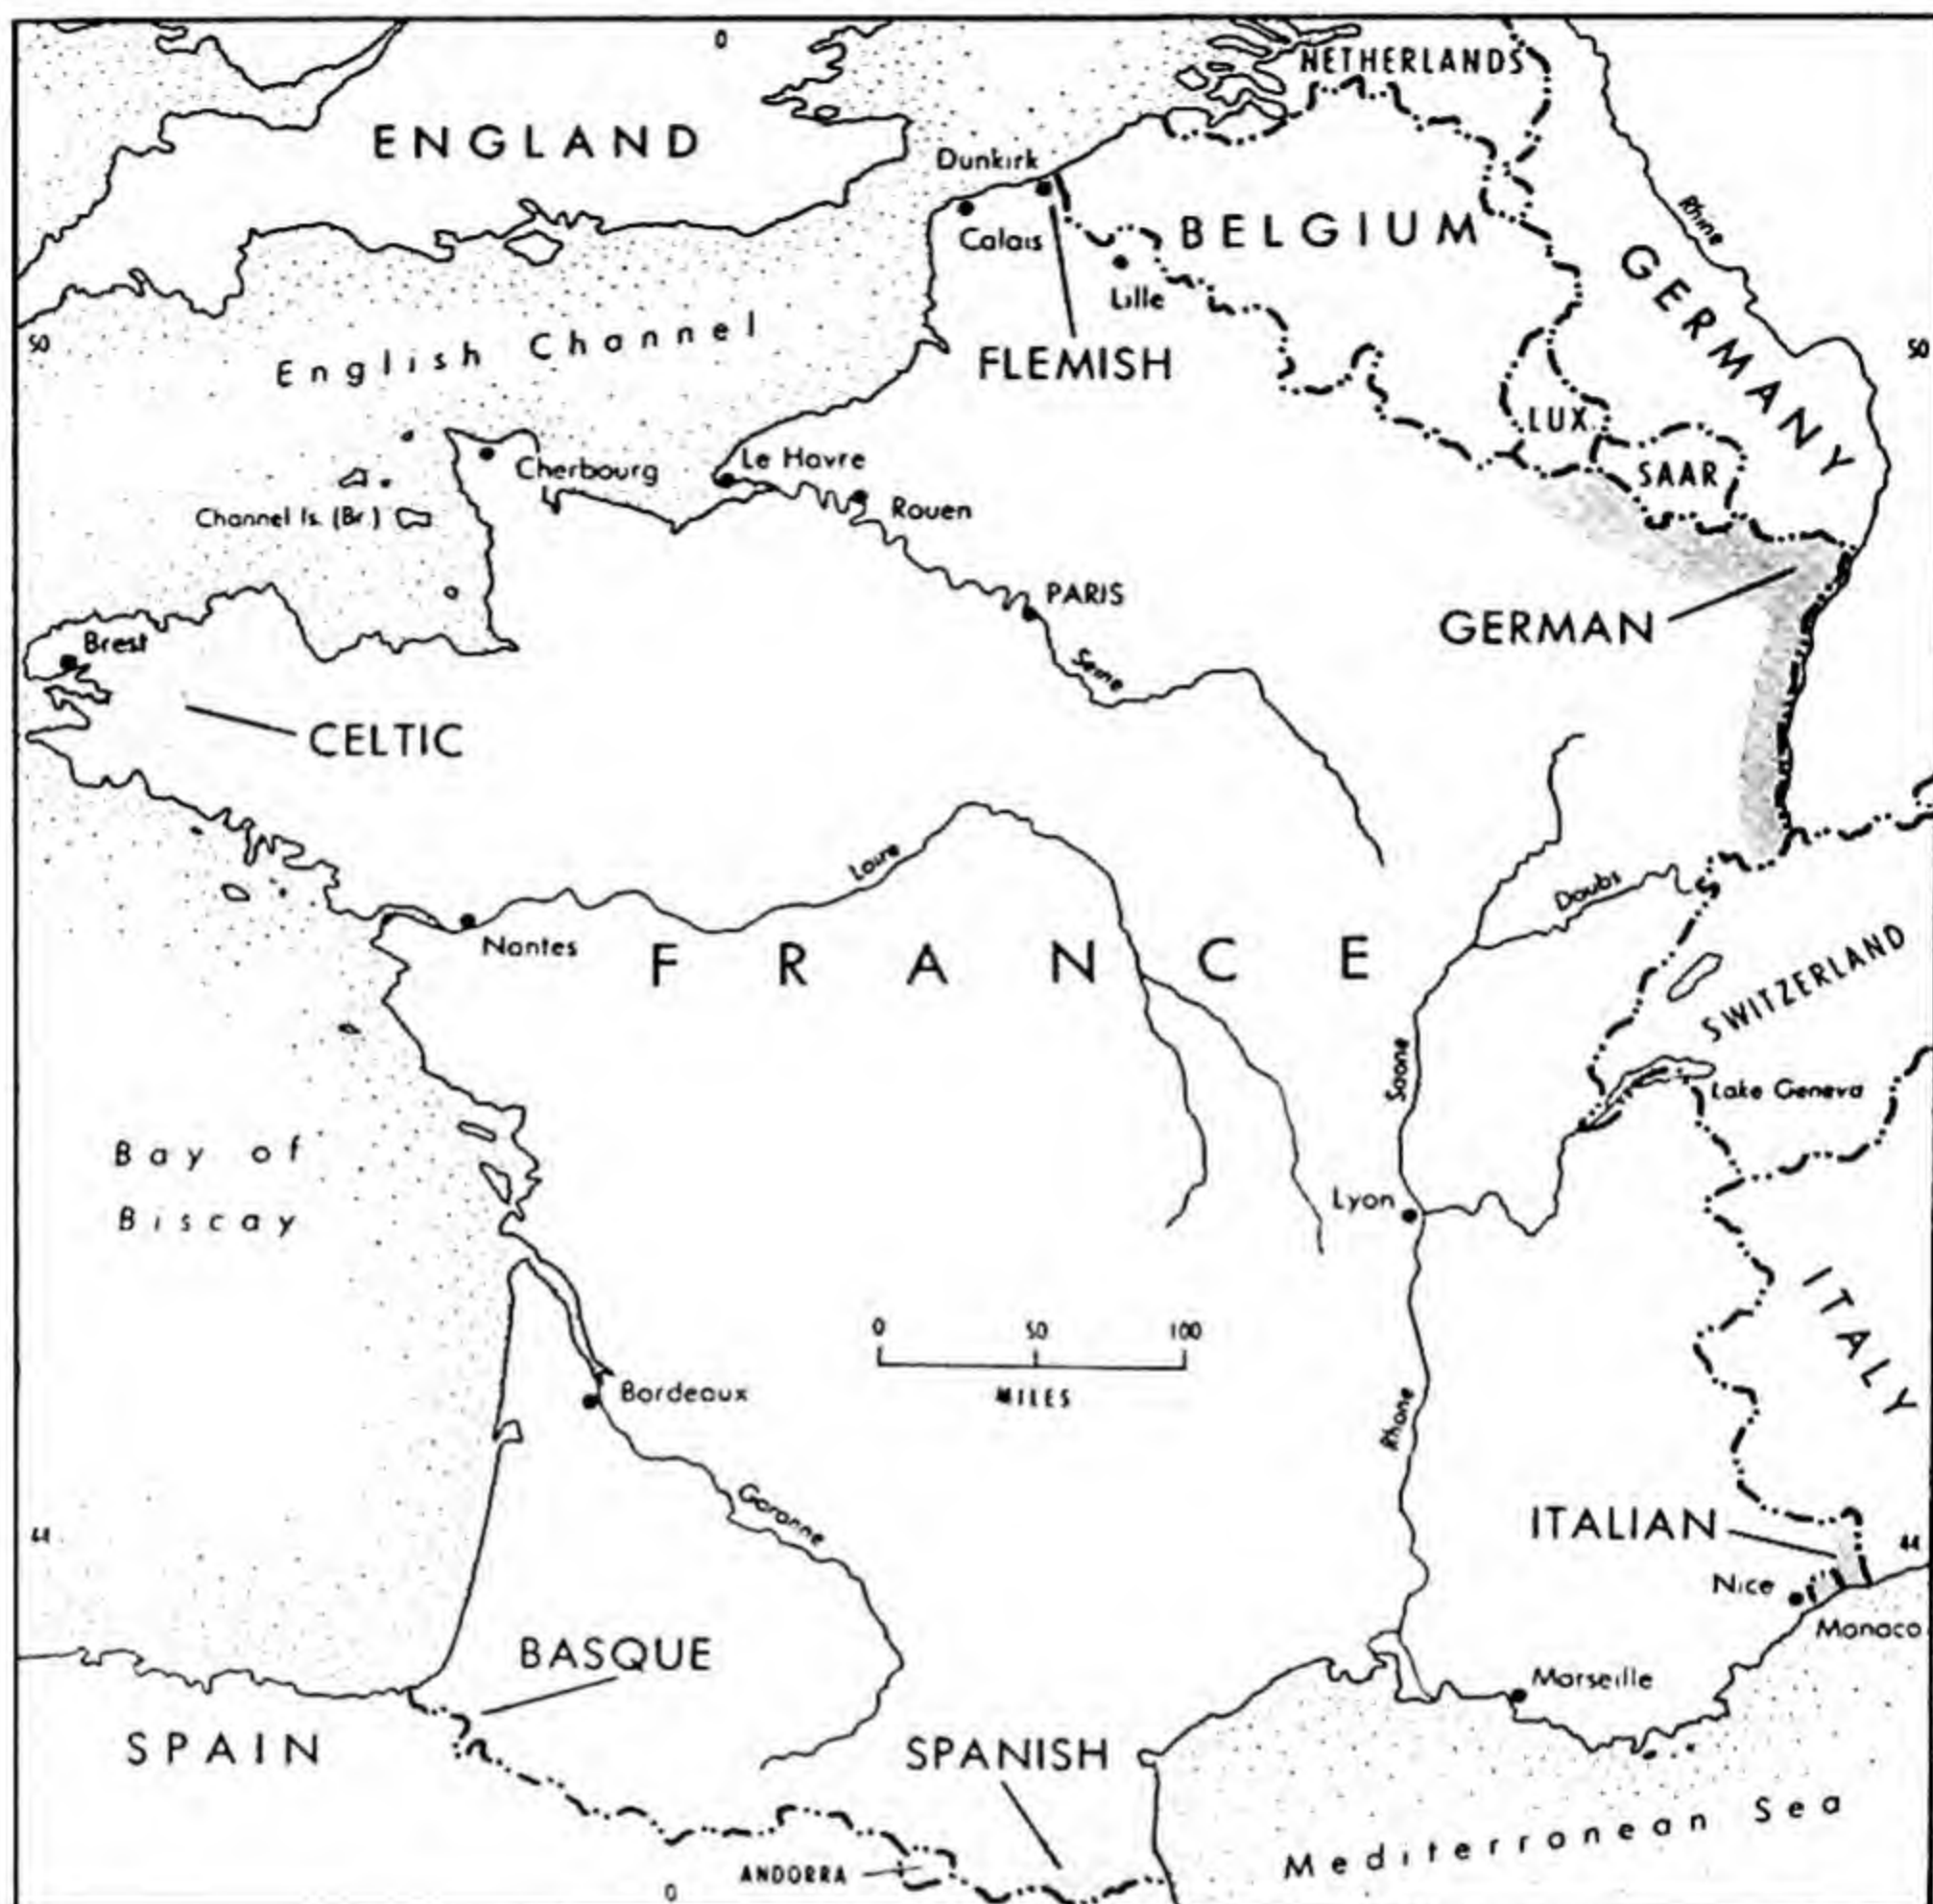 0
NETHERLANDS
ENGLAND
Dunkirk
Rhine
Calais
BELGIUM
GERMANY
Lille
50
English Channel
FLEMISH
50
LUX.
SAAR
Cherbourg
Le Havre
Channel Is. (Br.)
Rouen
PARIS
GERMAN
Brest
Seine
CELTIC
Loire
Doubs
Nantes
FRANCE
SWITZERLAND
Saone
Lake Geneva
Bay of
Biscay
Lyon
ITALY
0 50 100
MILES
Bordeaux
Rhone
Garonne
ITALIAN
44
44
Nice
Monaco
BASQUE
Marseille
SPAIN
SPANISH
Mediterranean Sea
ANDORRA
0